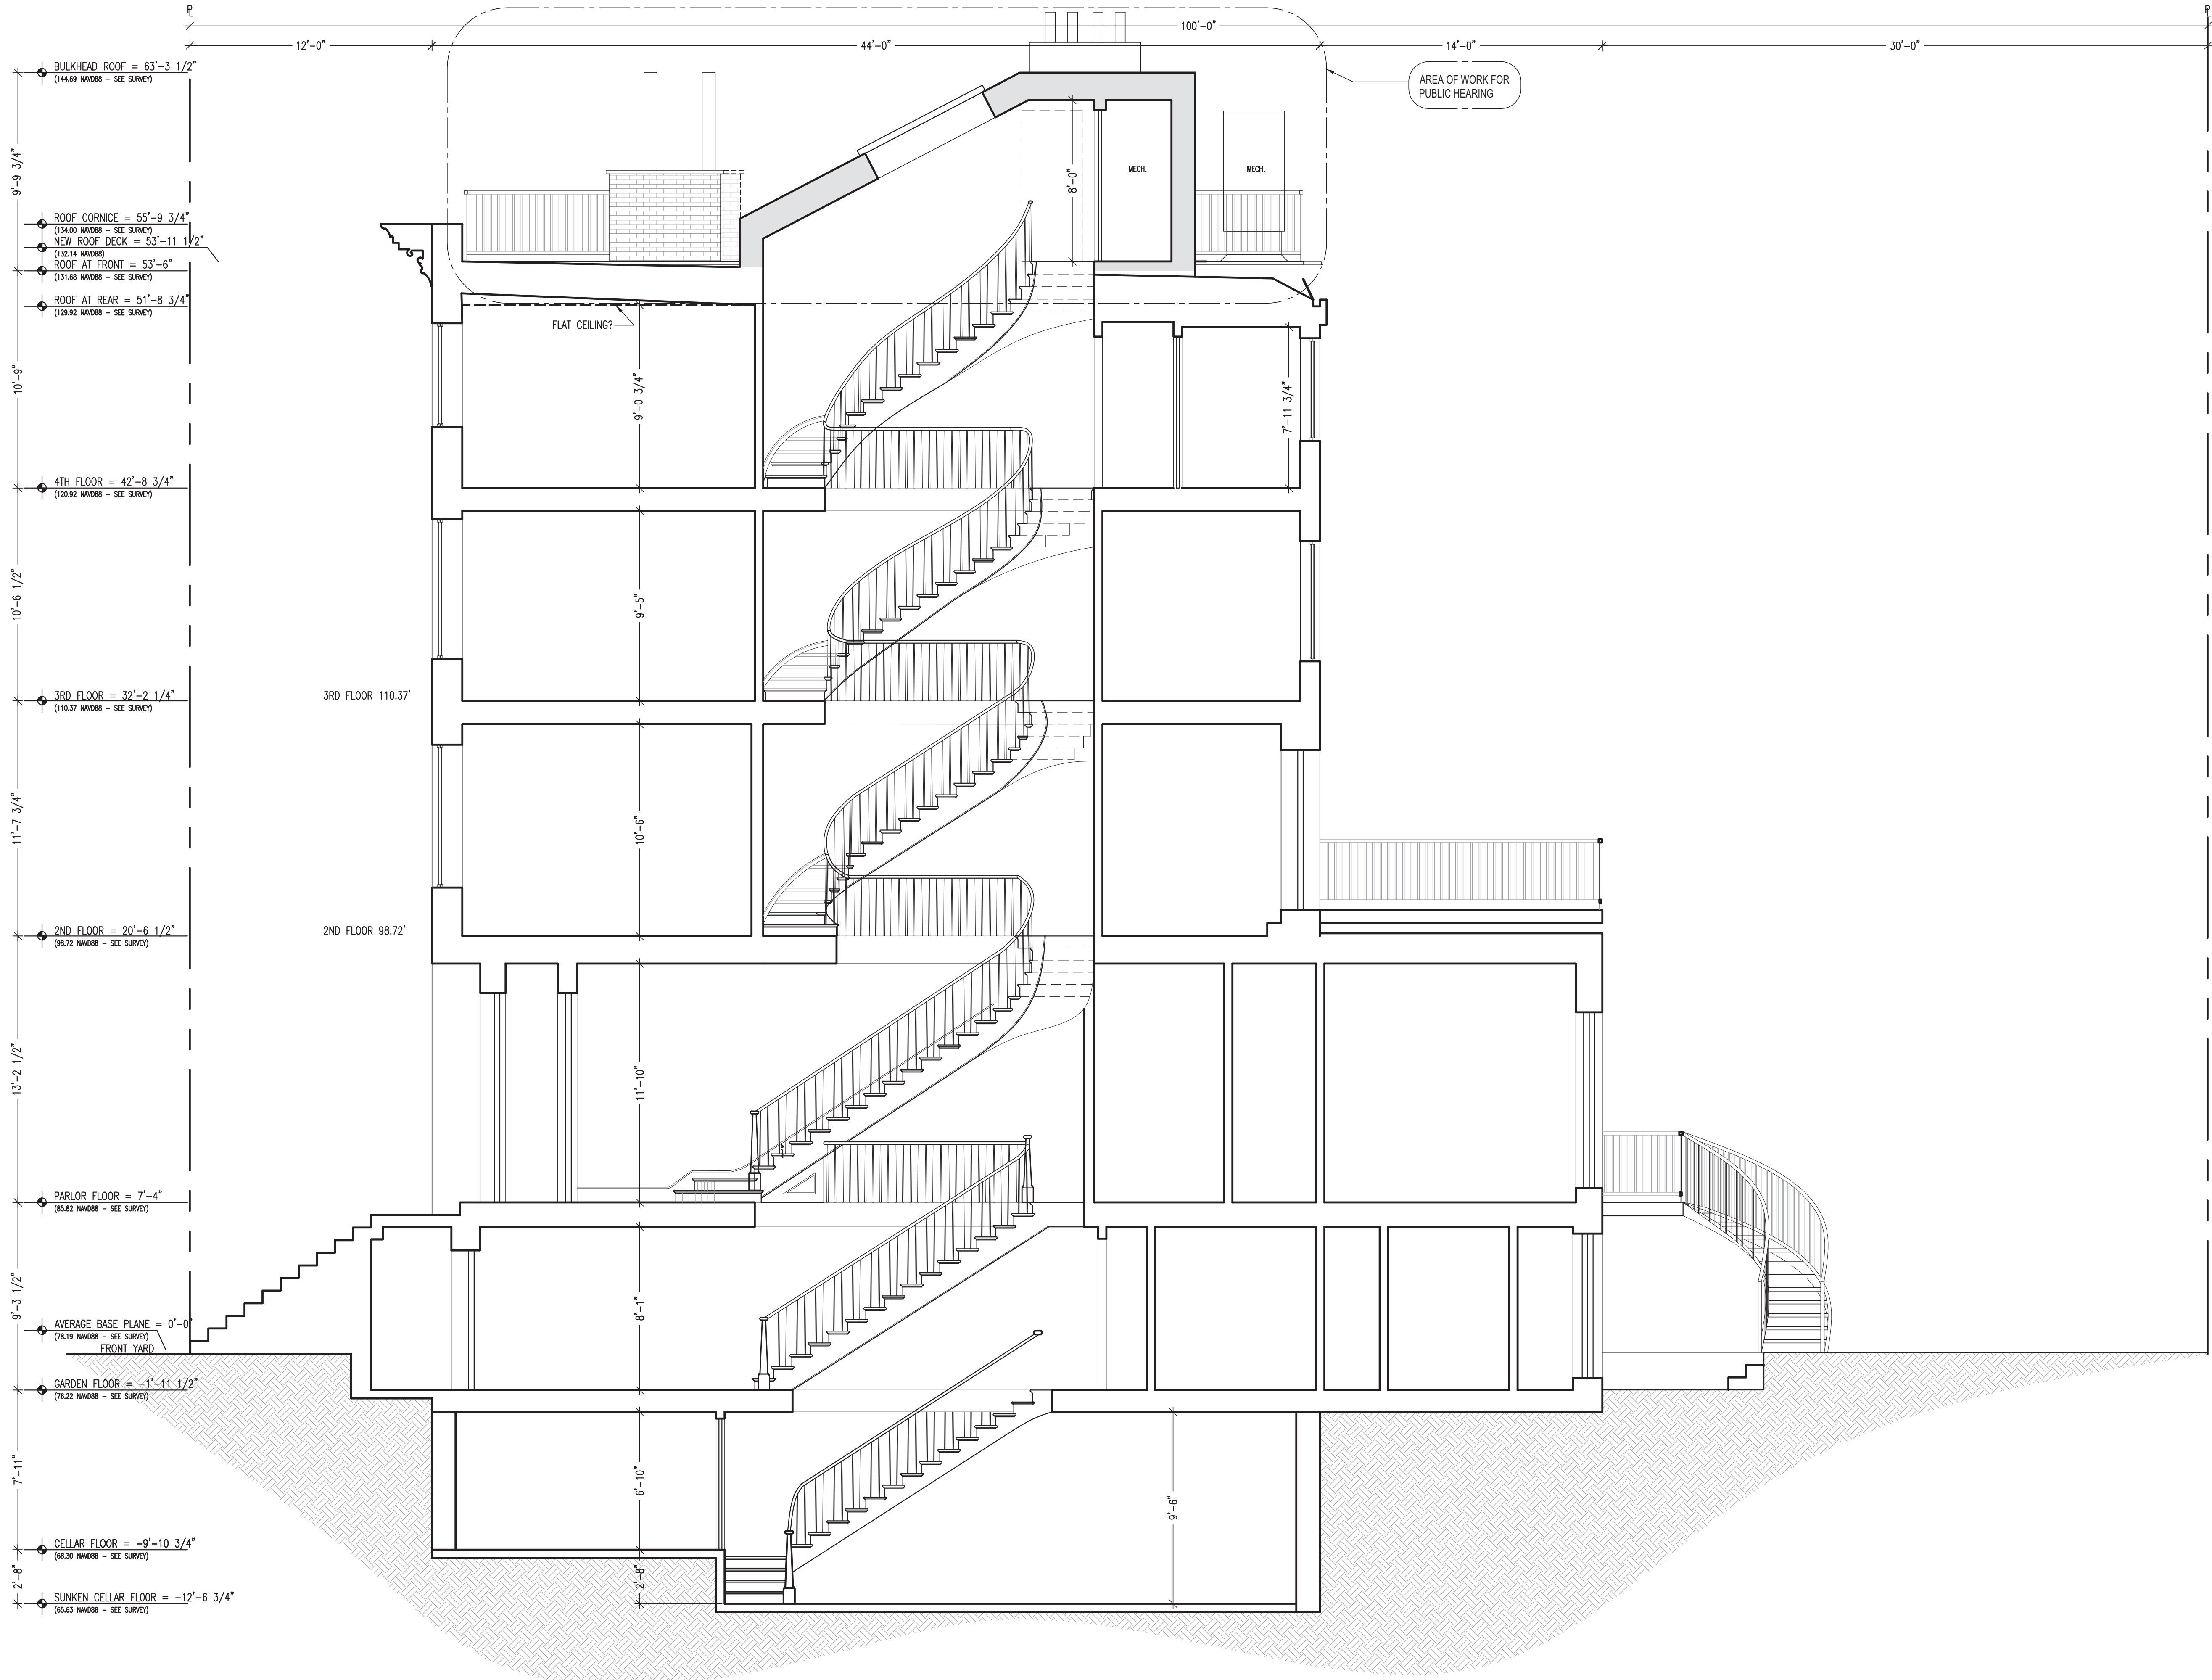 PL
PL
100'-0"
12'-0"
44'-0"
14'-0"
30'-0"
BULKHEAD ROOF = 63'-3 1/2"
(144.69 NAVD88 - SEE SURVEY)
AREA OF WORK FOR
PUBLIC HEARING
9'-9 3/4"
MECH.
MECH.
8'-0"
ROOF CORNICE = 55'-9 3/4"
(134.00 NAVD88 - SEE SURVEY)
NEW ROOF DECK = 53'-11 1/2"
(132.14 NAVD88)
ROOF AT FRONT = 53'-6"
(131.68 NAVD88 - SEE SURVEY)
ROOF AT REAR = 51'-8 3/4"
(129.92 NAVD88 - SEE SURVEY)
FLAT CEILING?
10'-9"
9'-0 3/4"
7'-11 3/4"
4TH FLOOR = 42'-8 3/4"
(120.92 NAVD88 - SEE SURVEY)
10'-6 1/2"
9'-5"
3RD FLOOR = 32'-2 1/4"
(110.37 NAVD88 - SEE SURVEY)
3RD FLOOR 110.37'
11'-7 3/4"
10'-6"
2ND FLOOR = 20'-6 1/2"
(98.72 NAVD88 - SEE SURVEY)
2ND FLOOR 98.72'
13'-2 1/2"
11'-10"
PARLOR FLOOR = 7'-4"
(85.82 NAVD88 - SEE SURVEY)
9'-3 1/2"
8'-1"
AVERAGE BASE PLANE = 0'-0"
(78.19 NAVD88 - SEE SURVEY)
FRONT YARD
GARDEN FLOOR = -1'-11 1/2"
(76.22 NAVD88 - SEE SURVEY)
7'-11"
6'-10"
9'-6"
CELLAR FLOOR = -9'-10 3/4"
(68.30 NAVD88 - SEE SURVEY)
2'-8"
2'-8"
SUNKEN CELLAR FLOOR = -12'-6 3/4"
(65.63 NAVD88 - SEE SURVEY)